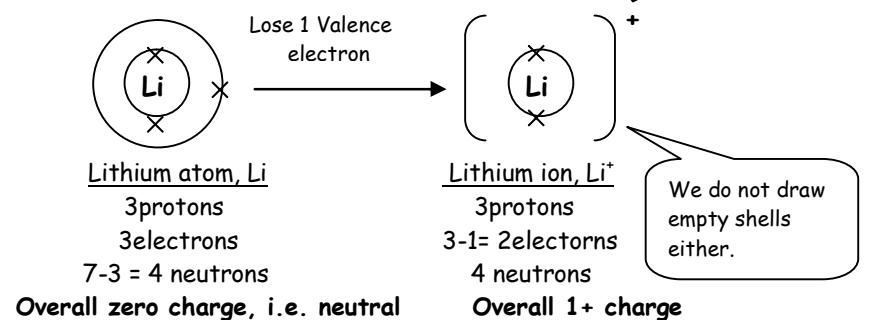 Lose 1 Valence
electron
+
Li
Li
Lithium atom, Li
3protons
3electrons
7-3 = 4 neutrons
Overall zero charge, i.e. neutral
Lithium ion, Li⁺
3protons
3-1= 2electorns
4 neutrons
Overall 1+ charge
We do not draw
empty shells
either.